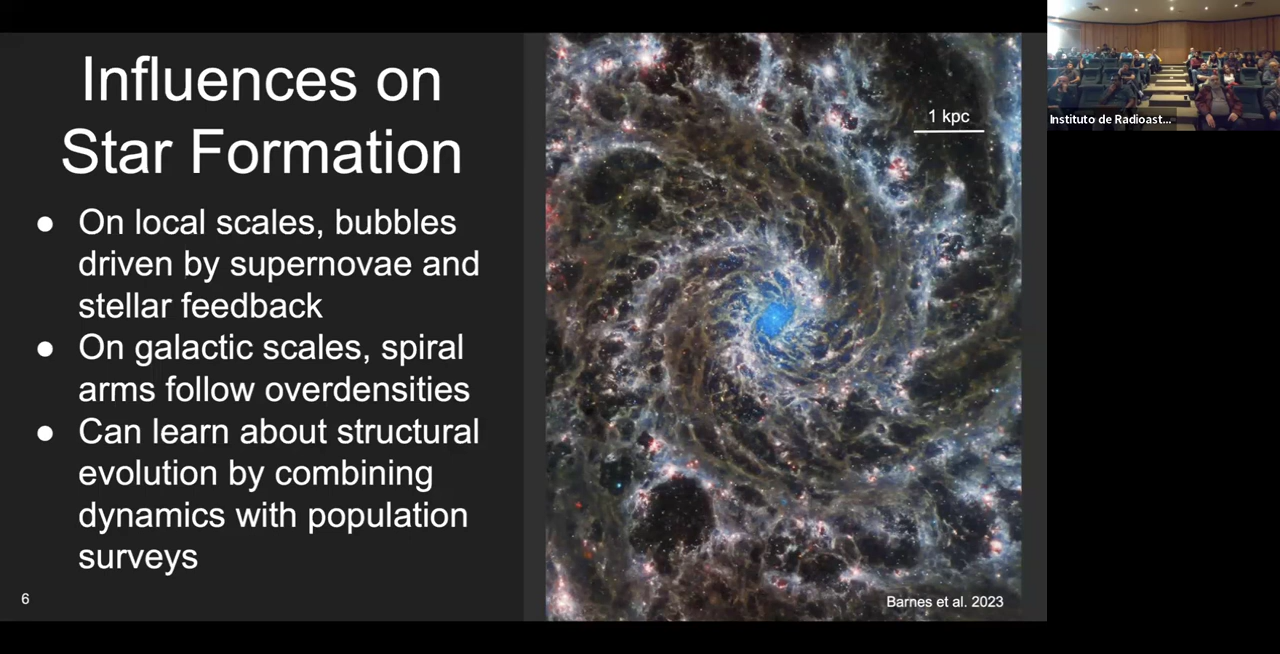 Influences on
Star Formation
● On local scales, bubbles
driven by supernovae and
stellar feedback
● On galactic scales, spiral
arms follow overdensities
● Can learn about structural
evolution by combining
dynamics with population
surveys
6
1 kpc
Barnes et al. 2023
Instituto de Radioast...